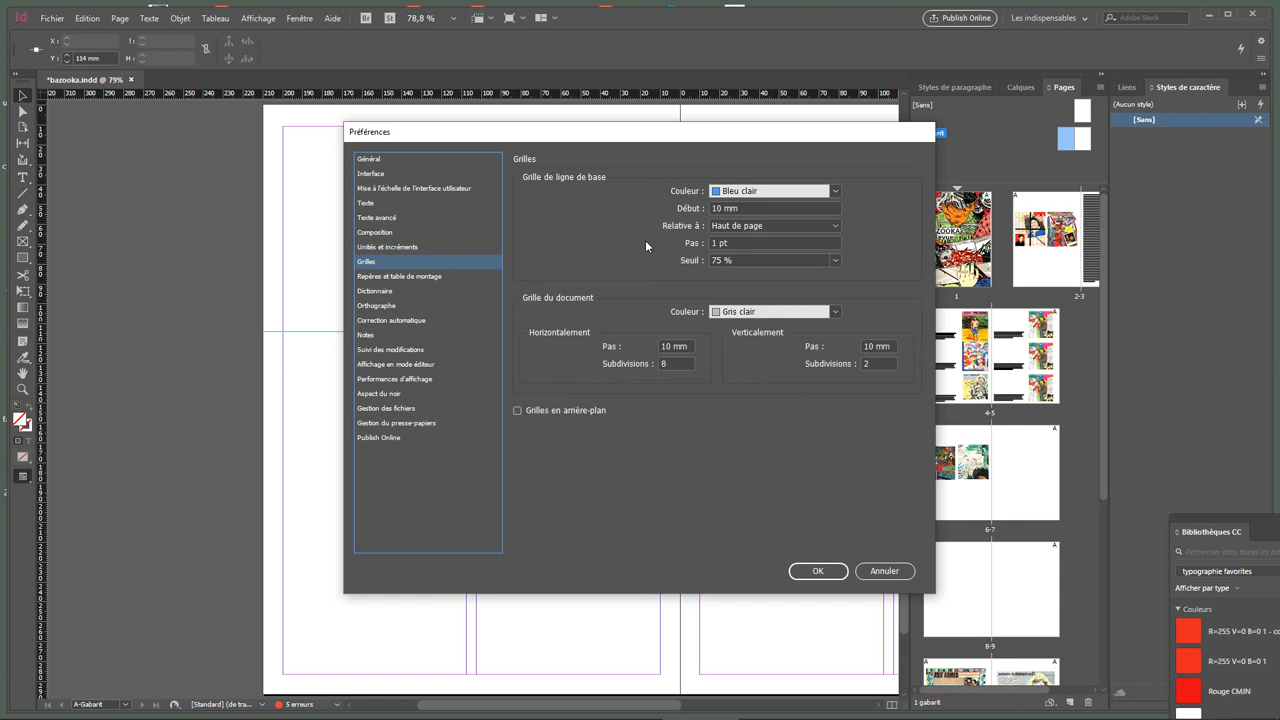 Id Fichier Edition Page Texte Objet Tableau Affichage Fenêtre Aide Br St 78,8 % Publish Online Les indispensables Adobe Stock
X : L :
Y : 114 mm H :
*bazooka.indd @ 79% ×
Styles de paragraphe Calques Pages Liens Styles de caractère
[Sans] (Aucun style)
[Sans]
Préférences
Général
Interface
Mise à l'échelle de l'interface utilisateur
Texte
Texte avancé
Composition
Unités et incréments
Grilles
Repères et table de montage
Dictionnaire
Orthographe
Correction automatique
Notes
Suivi des modifications
Affichage en mode éditeur
Performances d'affichage
Aspect du noir
Gestion des fichiers
Gestion du presse-papiers
Publish Online
Grilles
Grille de ligne de base
Couleur : Bleu clair
Début : 10 mm
Relative à : Haut de page
Pas : 1 pt
Seuil : 75 %
Grille du document
Couleur : Gris clair
Horizontalement Verticalement
Pas : 10 mm Pas : 10 mm
Subdivisions : 8 Subdivisions : 2
Grilles en arrière-plan
OK Annuler
1 2-3
4-5
6-7
8-9
1 gabarit
Bibliothèques CC
Rechercher dans toutes les
typographie favorites
Afficher par type
Couleurs
R=255 V=0 B=0 1 - co
R=255 V=0 B=0 1
Rouge CMJN
A-Gabarit [Standard] (de tra... 5 erreurs